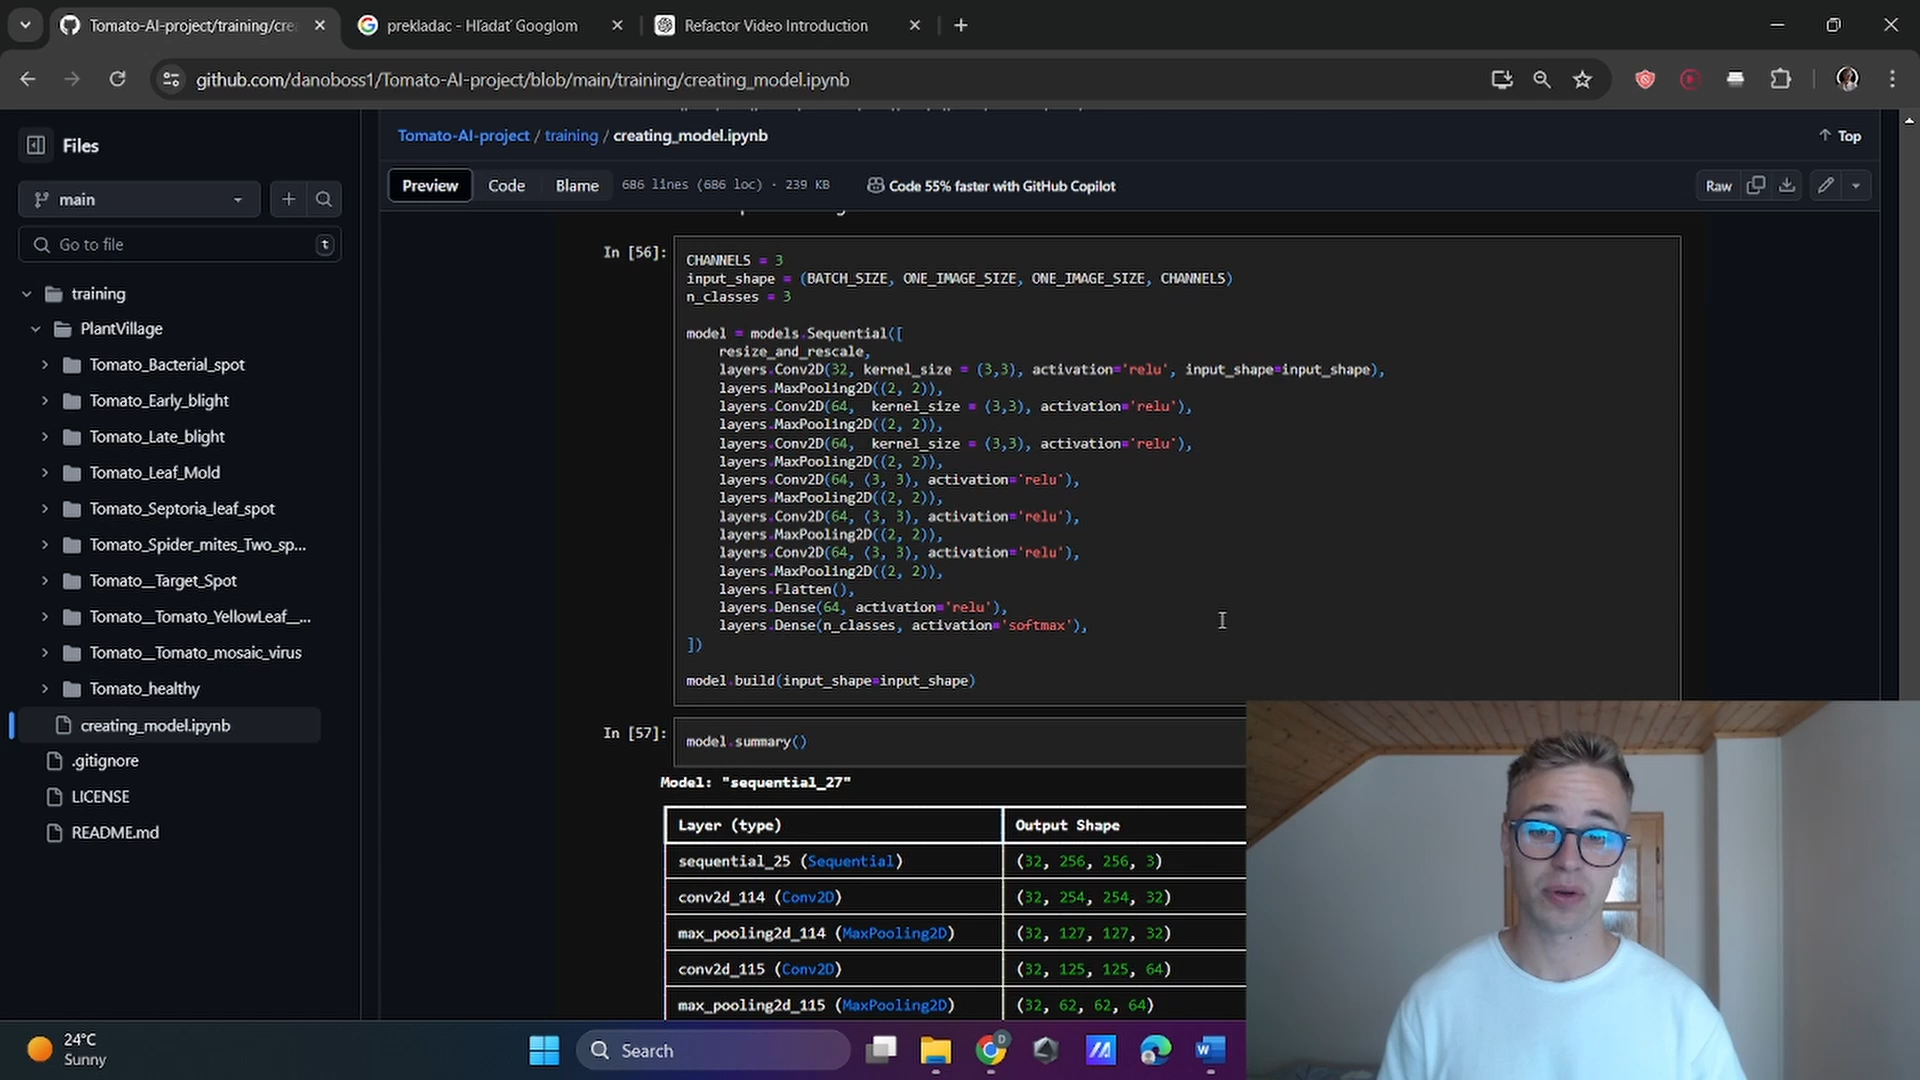 Tomato-AI-project/training/crea
prekladac - Hľadať Googlom
Refactor Video Introduction
github.com/danoboss1/Tomato-AI-project/blob/main/training/creating_model.ipynb
Files
main
Go to file
t
training
PlantVillage
Tomato_Bacterial_spot
Tomato_Early_blight
Tomato_Late_blight
Tomato_Leaf_Mold
Tomato_Septoria_leaf_spot
Tomato_Spider_mites_Two_sp...
Tomato__Target_Spot
Tomato__Tomato_YellowLeaf__...
Tomato__Tomato_mosaic_virus
Tomato_healthy
creating_model.ipynb
.gitignore
LICENSE
README.md
Tomato-AI-project / training / creating_model.ipynb
Top
Preview
Code
Blame
686 lines (686 loc) · 239 KB
Code 55% faster with GitHub Copilot
Raw
In [56]:
CHANNELS = 3
input_shape = (BATCH_SIZE, ONE_IMAGE_SIZE, ONE_IMAGE_SIZE, CHANNELS)
n_classes = 3
model = models.Sequential([
resize_and_rescale,
layers.Conv2D(32, kernel_size = (3,3), activation='relu', input_shape=input_shape),
layers.MaxPooling2D((2, 2)),
layers.Conv2D(64,  kernel_size = (3,3), activation='relu'),
layers.MaxPooling2D((2, 2)),
layers.Conv2D(64,  kernel_size = (3,3), activation='relu'),
layers.MaxPooling2D((2, 2)),
layers.Conv2D(64, (3, 3), activation='relu'),
layers.MaxPooling2D((2, 2)),
layers.Conv2D(64, (3, 3), activation='relu'),
layers.MaxPooling2D((2, 2)),
layers.Conv2D(64, (3, 3), activation='relu'),
layers.MaxPooling2D((2, 2)),
layers.Flatten(),
layers.Dense(64, activation='relu'),
layers.Dense(n_classes, activation='softmax'),
])
model.build(input_shape=input_shape)
In [57]:
model.summary()
Model: "sequential_27"
Layer (type)
Output Shape
sequential_25 (Sequential)
(32, 256, 256, 3)
conv2d_114 (Conv2D)
(32, 254, 254, 32)
max_pooling2d_114 (MaxPooling2D)
(32, 127, 127, 32)
conv2d_115 (Conv2D)
(32, 125, 125, 64)
max_pooling2d_115 (MaxPooling2D)
(32, 62, 62, 64)
24°C
Sunny
Search